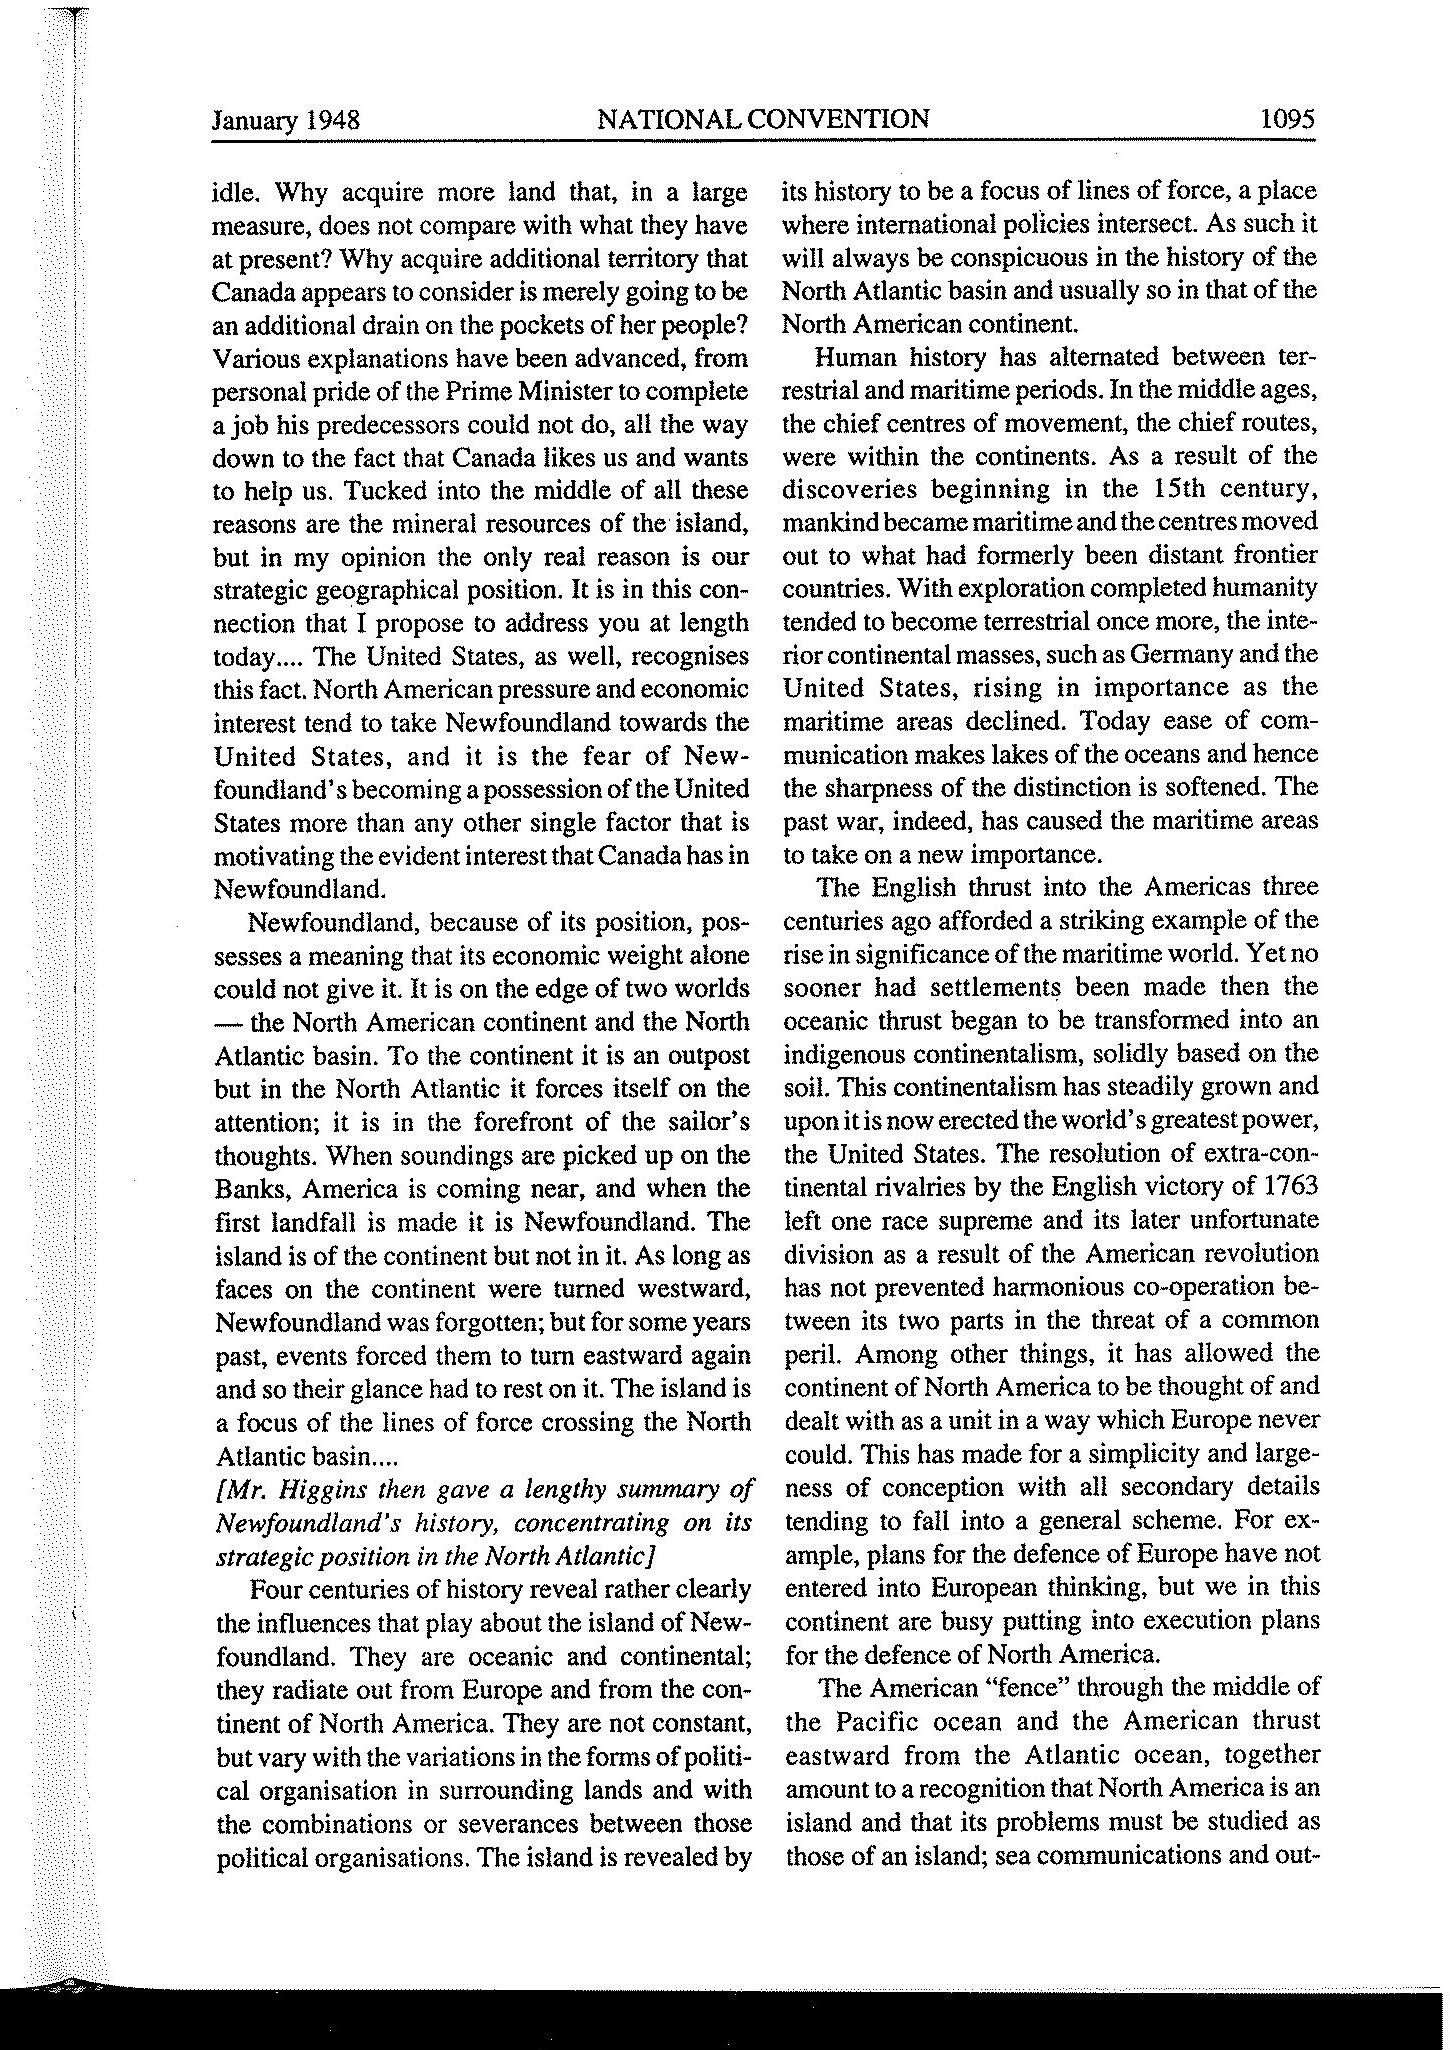 January 1948 NATIONAL CONVENTION 1095
idle. Why acquire more land that, in a large
measure, does not compare with what they have
at present? Why acquire additional territory that
Canada appears to consider is merely going to be
an additional drain on the pockets of her people?
Various explanations have been advanced, from
personal pride of the Prime Minister to complete
a job his predecessors could not do, all the way
down to the fact that Canada likes us and wants
to help us. Tucked into the middle of all these
reasons are the mineral resources of the island,
but in my opinion the only real reason is our
strategic geographical position. It is in this con-
nection that I propose to address you at length
today.... The United States, as well, recognises
this fact. North American pressure and economic
interest tend to take Newfoundland towards the
United States, and it is the fear of New-
foundland's becoming a possession of the United
States more than any other single factor that is
motivating the evident interest that Canada has in
Newfoundland.
Newfoundland, because of its position, pos-
sesses a meaning that its economic weight alone
could not give it. It is on the edge of two worlds
— the North American continent and the North
Atlantic basin. To the continent it is an outpost
but in the North Atlantic it forces itself on the
attention; it is in the forefront of the sailor's
thoughts. When soundings are picked up on the
Banks, America is coming near, and when the
first landfall is made it is Newfoundland. The
island is of the continent but not in it. As long as
faces on the continent were turned westward,
Newfoundland was forgotten; but for some years
past, events forced them to turn eastward again
and so their glance had to rest on it. The island is
a focus of the lines of force crossing the North
Atlantic basin....
[Mr. Higgins then gave a lengthy summary of
Newfoundland's history, concentrating on its
strategic position in the North Atlantic]
Four centuries of history reveal rather clearly
the influences that play about the island of New-
foundland. They are oceanic and continental;
they radiate out from Europe and from the con-
tinent of North America. They are not constant,
but vary with the variations in the forms of politi-
cal organisation in surrounding lands and with
the combinations or severances between those
political organisations. The island is revealed by
its history to be a focus of lines of force, a place
where international policies intersect. As such it
will always be conspicuous in the history of the
North Atlantic basin and usually so in that of the
North American continent.
Human history has alternated between ter-
restrial and maritime periods. In the middle ages,
the chief centres of movement, the chief routes,
were within the continents. As a result of the
discoveries beginning in the 15th century,
mankind became maritime and the centres moved
out to what had formerly been distant frontier
countries. With exploration completed humanity
tended to become terrestrial once more, the inte-
rior continental masses, such as Germany and the
United States, rising in importance as the
maritime areas declined. Today ease of com-
munication makes lakes of the oceans and hence
the sharpness of the distinction is softened. The
past war, indeed, has caused the maritime areas
to take on a new importance.
The English thrust into the Americas three
centuries ago afforded a striking example of the
rise in significance of the maritime world. Yet no
sooner had settlements been made then the
oceanic thrust began to be transformed into an
indigenous continentalism, solidly based on the
soil. This continentalism has steadily grown and
upon it is now erected the world's greatest power,
the United States. The resolution of extra-con-
tinental rivalries by the English victory of 1763
left one race supreme and its later unfortunate
division as a result of the American revolution
has not prevented harmonious co-operation be-
tween its two parts in the threat of a common
peril. Among other things, it has allowed the
continent of North America to be thought of and
dealt with as a unit in a way which Europe never
could. This has made for a simplicity and large-
ness of conception with all secondary details
tending to fall into a general scheme. For ex-
ample, plans for the defence of Europe have not
entered into European thinking, but we in this
continent are busy putting into execution plans
for the defence of North America.
The American “fence” through the middle of
the Pacific ocean and the American thrust
eastward from the Atlantic ocean, together
amount to a recognition that North America is an
island and that its problems must be studied as
those of an island; sea communications and out-